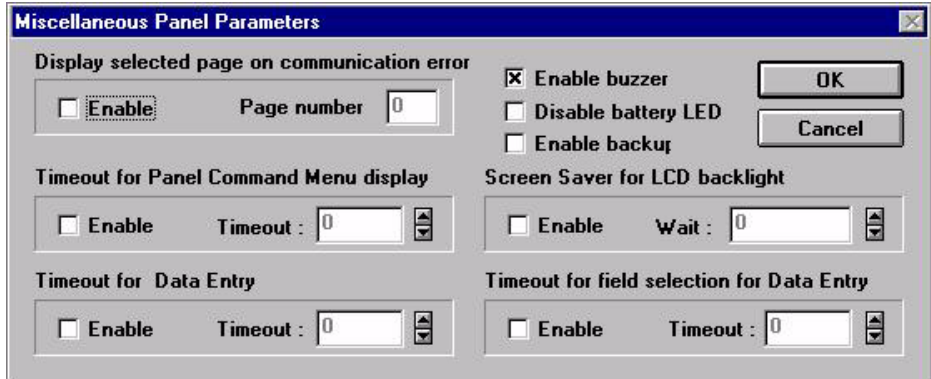 Miscellaneous Panel Parameters
Display selected page on communication error
Enable Page number 0
Enable buzzer
Disable battery LED
Enable backup
OK
Cancel
Timeout for Panel Command Menu display
Enable Timeout : 0
Screen Saver for LCD backlight
Enable Wait : 0
Timeout for Data Entry
Enable Timeout : 0
Timeout for field selection for Data Entry
Enable Timeout : 0